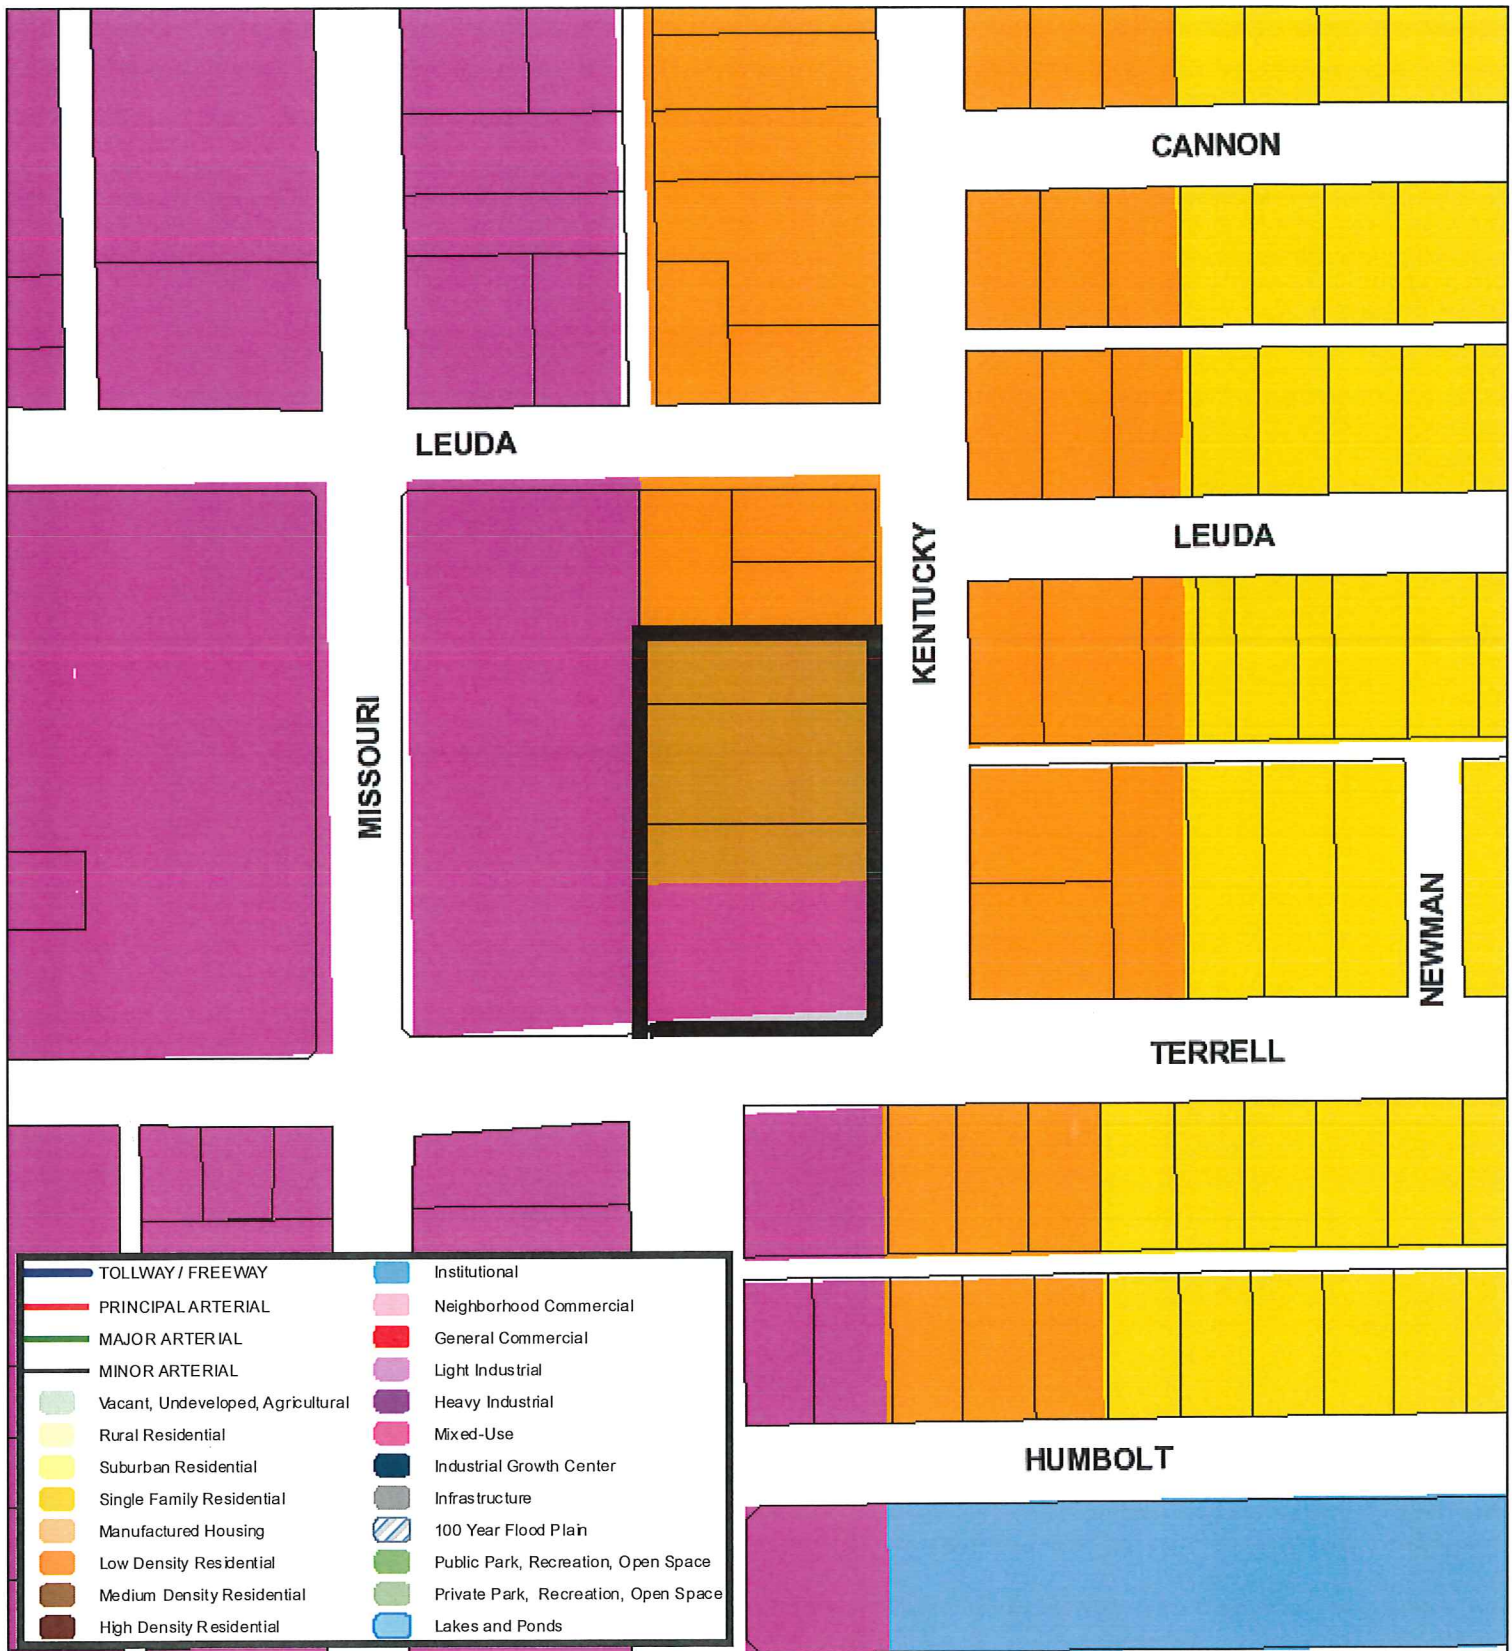 CANNON
LEUDA
LEUDA
KENTUCKY
MISSOURI
NEWMAN
TERRELL
HUMBOLT
TOLLWAY / FREEWAY
PRINCIPAL ARTERIAL
MAJOR ARTERIAL
MINOR ARTERIAL
Vacant, Undeveloped, Agricultural
Rural Residential
Suburban Residential
Single Family Residential
Manufactured Housing
Low Density Residential
Medium Density Residential
High Density Residential
Institutional
Neighborhood Commercial
General Commercial
Light Industrial
Heavy Industrial
Mixed-Use
Industrial Growth Center
Infrastructure
100 Year Flood Plain
Public Park, Recreation, Open Space
Private Park, Recreation, Open Space
Lakes and Ponds